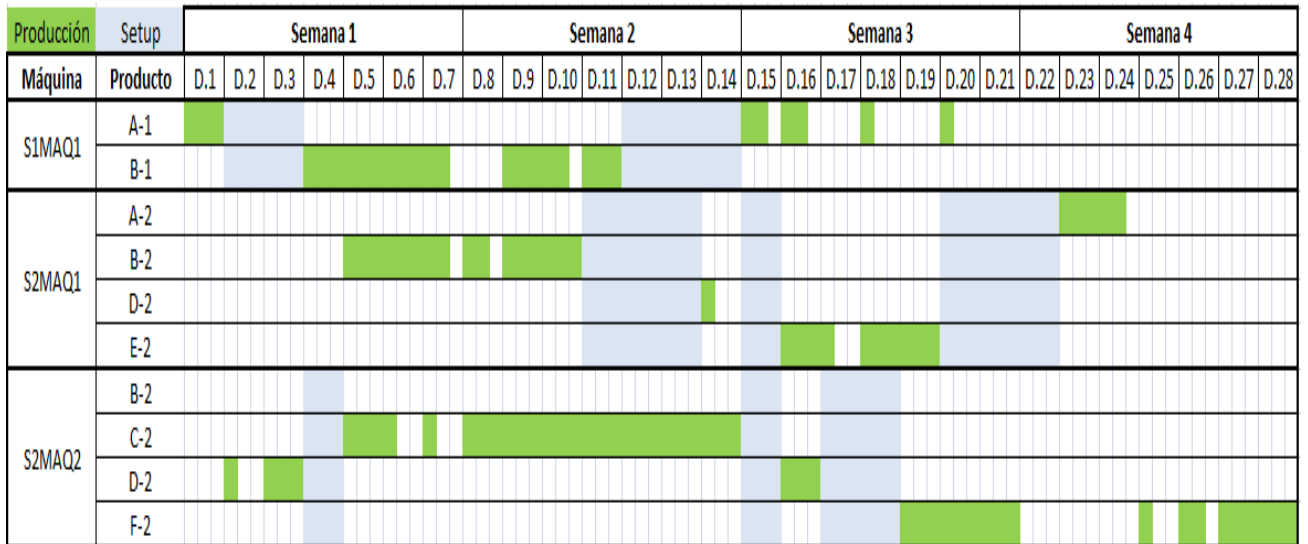 Producción Setup Semana 1 Semana 2 Semana 3 Semana 4
Máquina Producto D.1 D.2 D.3 D.4 D.5 D.6 D.7 D.8 D.9 D.10 D.11 D.12 D.13 D.14 D.15 D.16 D.17 D.18 D.19 D.20 D.21 D.22 D.23 D.24 D.25 D.26 D.27 D.28
S1MAQ1
A-1
B-1
S2MAQ1
A-2
B-2
D-2
E-2
S2MAQ2
B-2
C-2
D-2
F-2